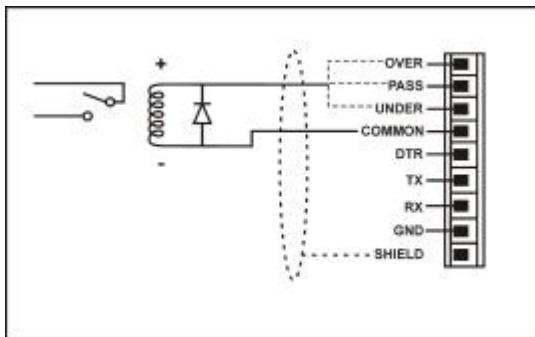 +
-
OVER
PASS
UNDER
COMMON
DTR
TX
RX
GND
SHIELD